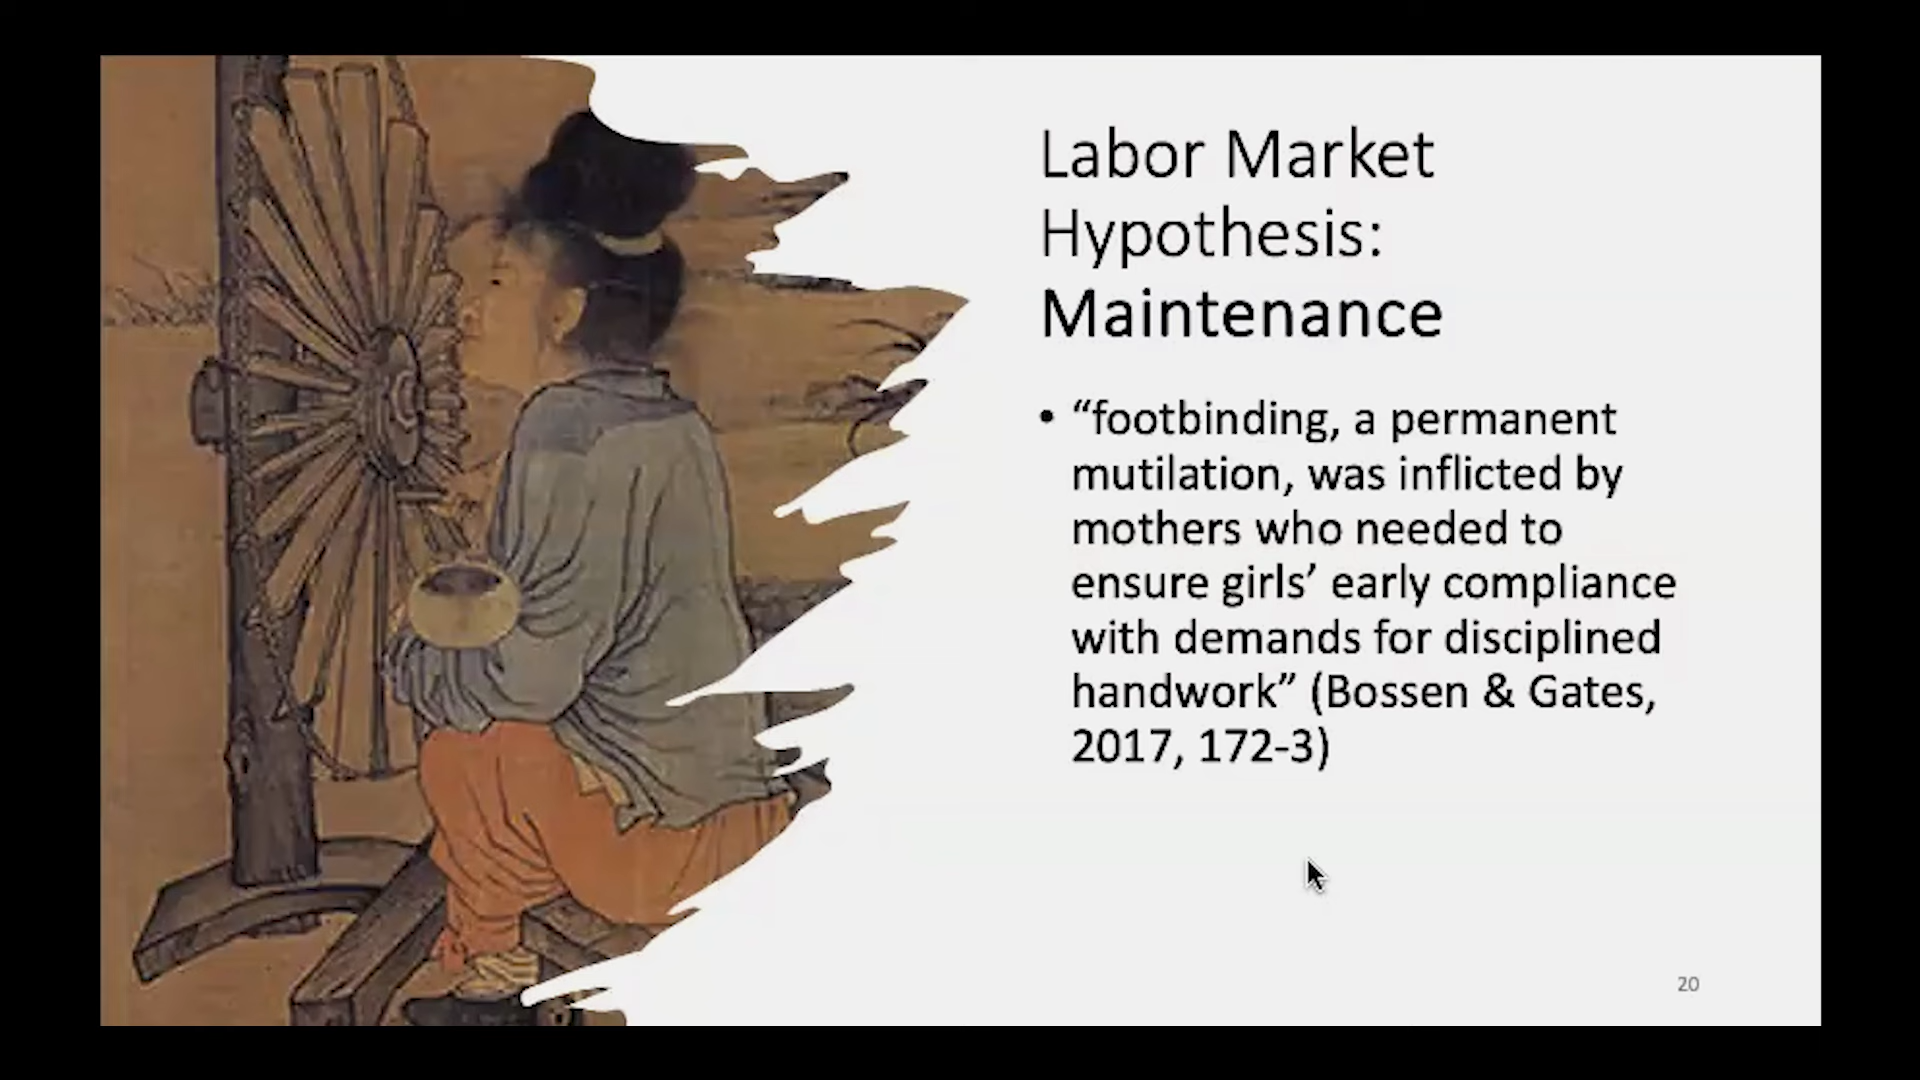 Labor Market
Hypothesis:
Maintenance
• “footbinding, a permanent
mutilation, was inflicted by
mothers who needed to
ensure girls’ early compliance
with demands for disciplined
handwork” (Bossen & Gates,
2017, 172-3)
20